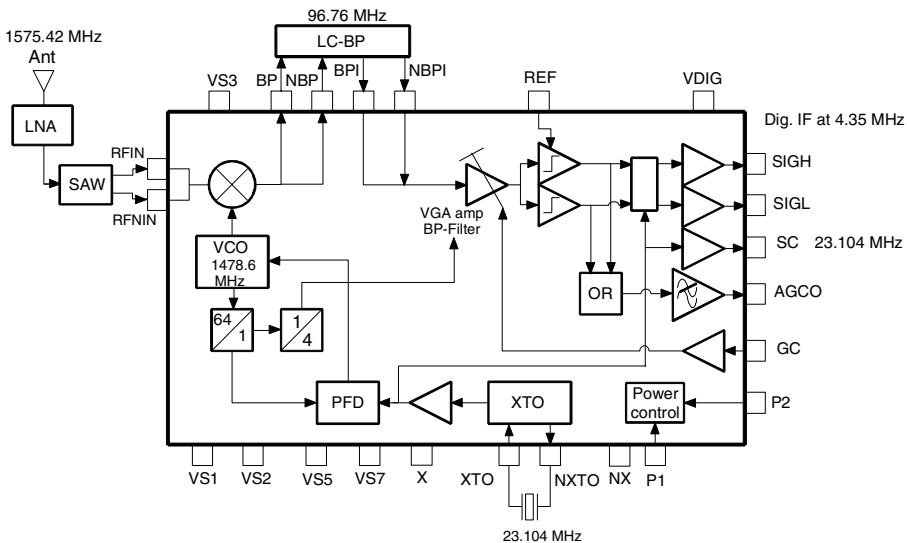 96.76 MHz
1575.42 MHz
Ant
LC-BP
BP NBP BPI NBPI
VS3
REF
VDIG
LNA
Dig. IF at 4.35 MHz
RFIN
SAW
RFNIN
SIGH
SIGL
VGA amp
BP-Filter
VCO
1478.6
MHz
SC 23.104 MHz
OR
AGCO
64/1
1/4
GC
PFD
XTO
Power
control
P2
VS1
VS2
VS5
VS7
X
XTO
NXTO
NX
P1
23.104 MHz